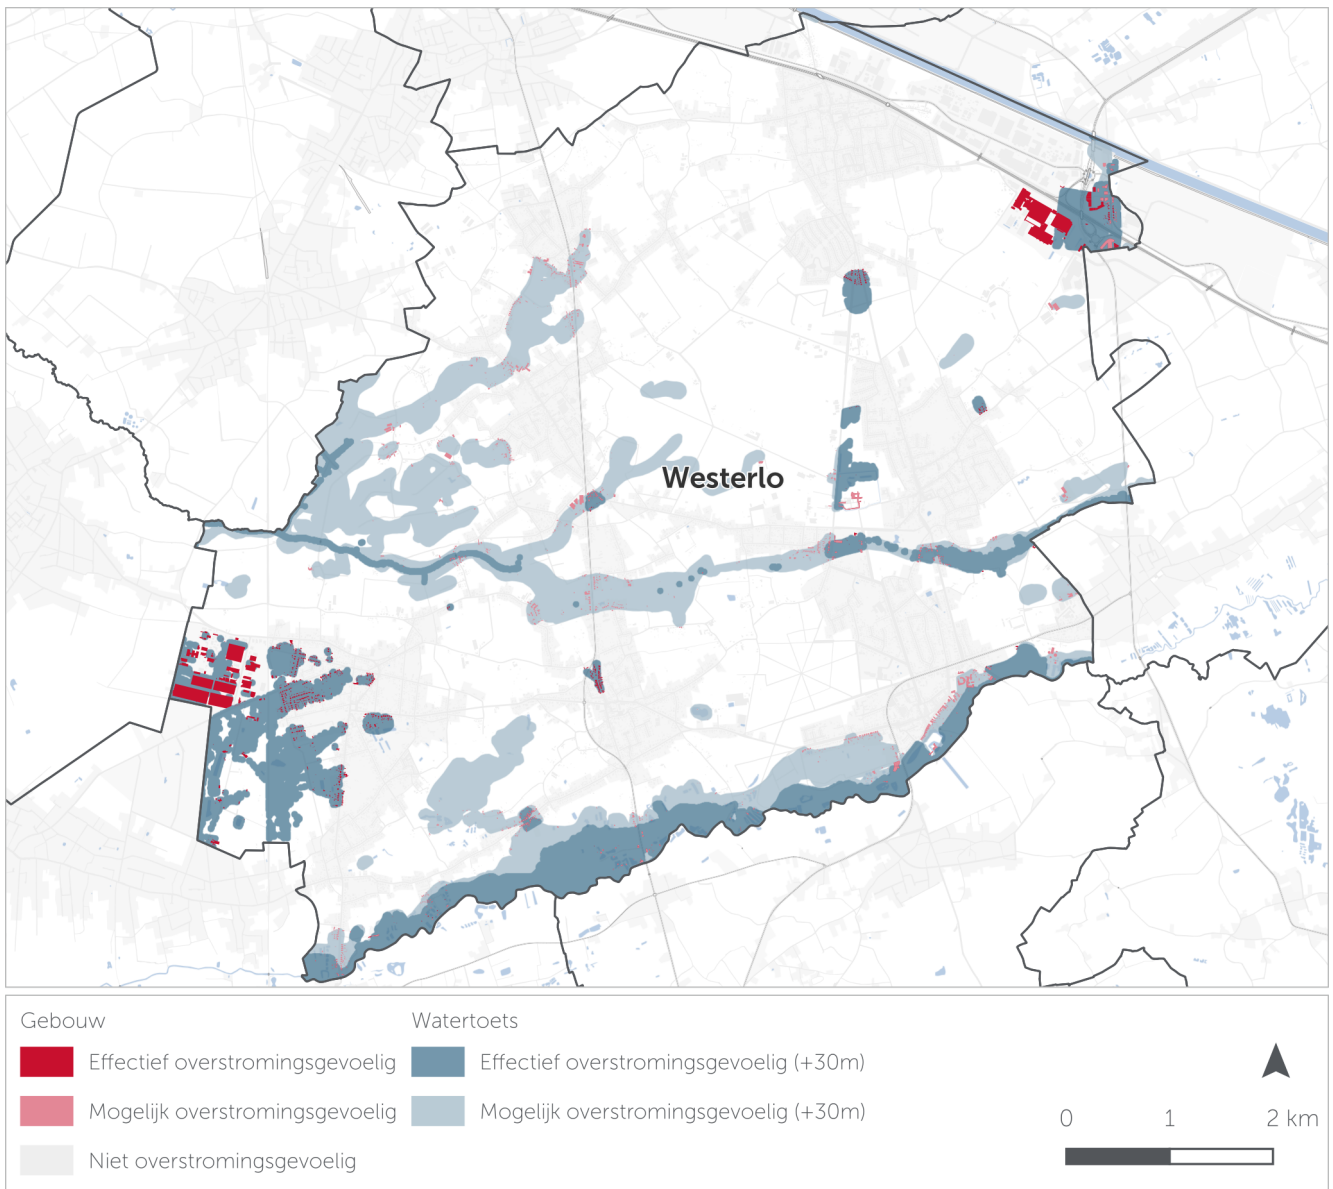 Westerlo
Gebouw
Effectief overstromingsgevoelig
Mogelijk overstromingsgevoelig
Niet overstromingsgevoelig
Watertoets
Effectief overstromingsgevoelig (+30m)
Mogelijk overstromingsgevoelig (+30m)
0 1 2 km